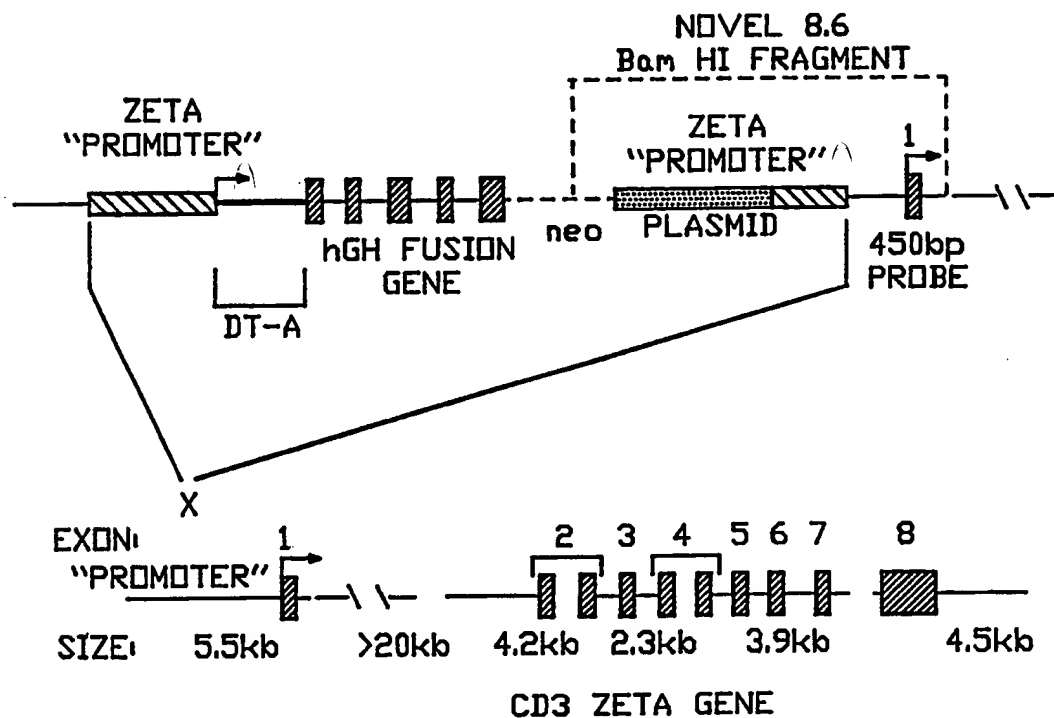 NOVEL 8.6
Bam HI FRAGMENT
ZETA
"PROMOTER"
ZETA
"PROMOTER"
1
hGH FUSION
GENE
neo
PLASMID
450bp
PROBE
DT-A
X
EXON:
1
2
3
4
5
6
7
8
"PROMOTER"
SIZE:
5.5kb
>20kb
4.2kb
2.3kb
3.9kb
4.5kb
CD3 ZETA GENE